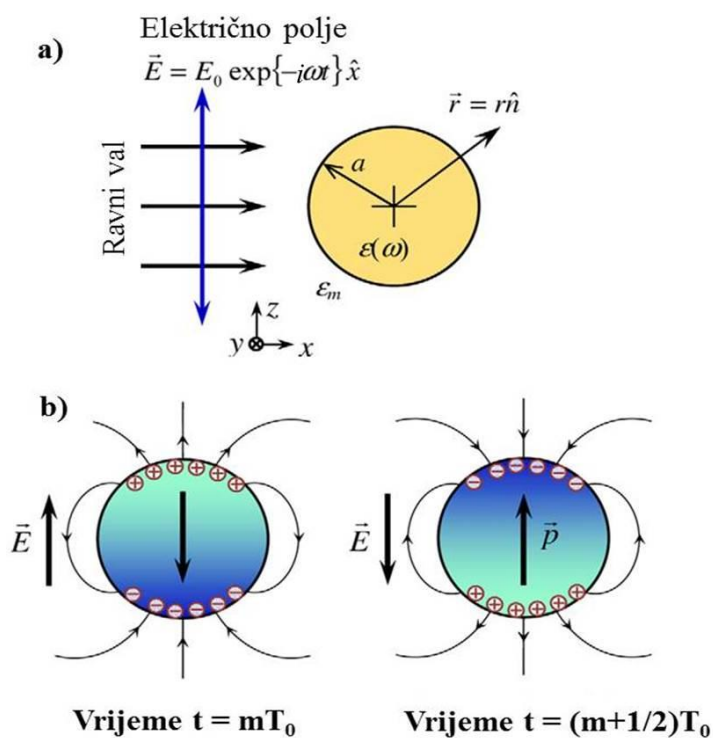 Električno polje
a)
E⃗ = E₀ exp{-iωt}x̂
r⃗ = rn̂
Ravni val
a
ε(ω)
εₘ
z
y x
b)
E⃗
E⃗ p⃗
Vrijeme t = mT₀ Vrijeme t = (m+1/2)T₀